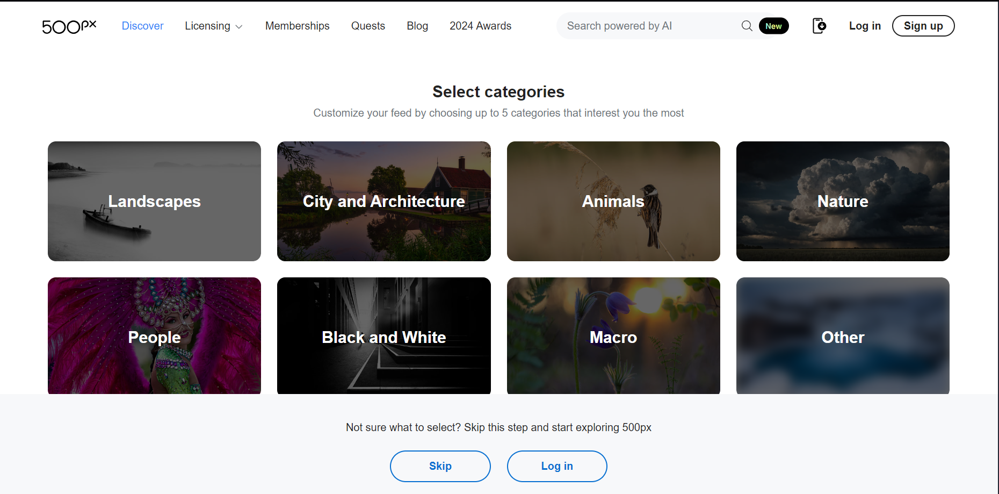 500px Discover Licensing Memberships Quests Blog 2024 Awards Search powered by AI New Log in Sign up
Select categories
Customize your feed by choosing up to 5 categories that interest you the most
Landscapes City and Architecture Animals Nature
People Black and White Macro Other
Not sure what to select? Skip this step and start exploring 500px
Skip Log in